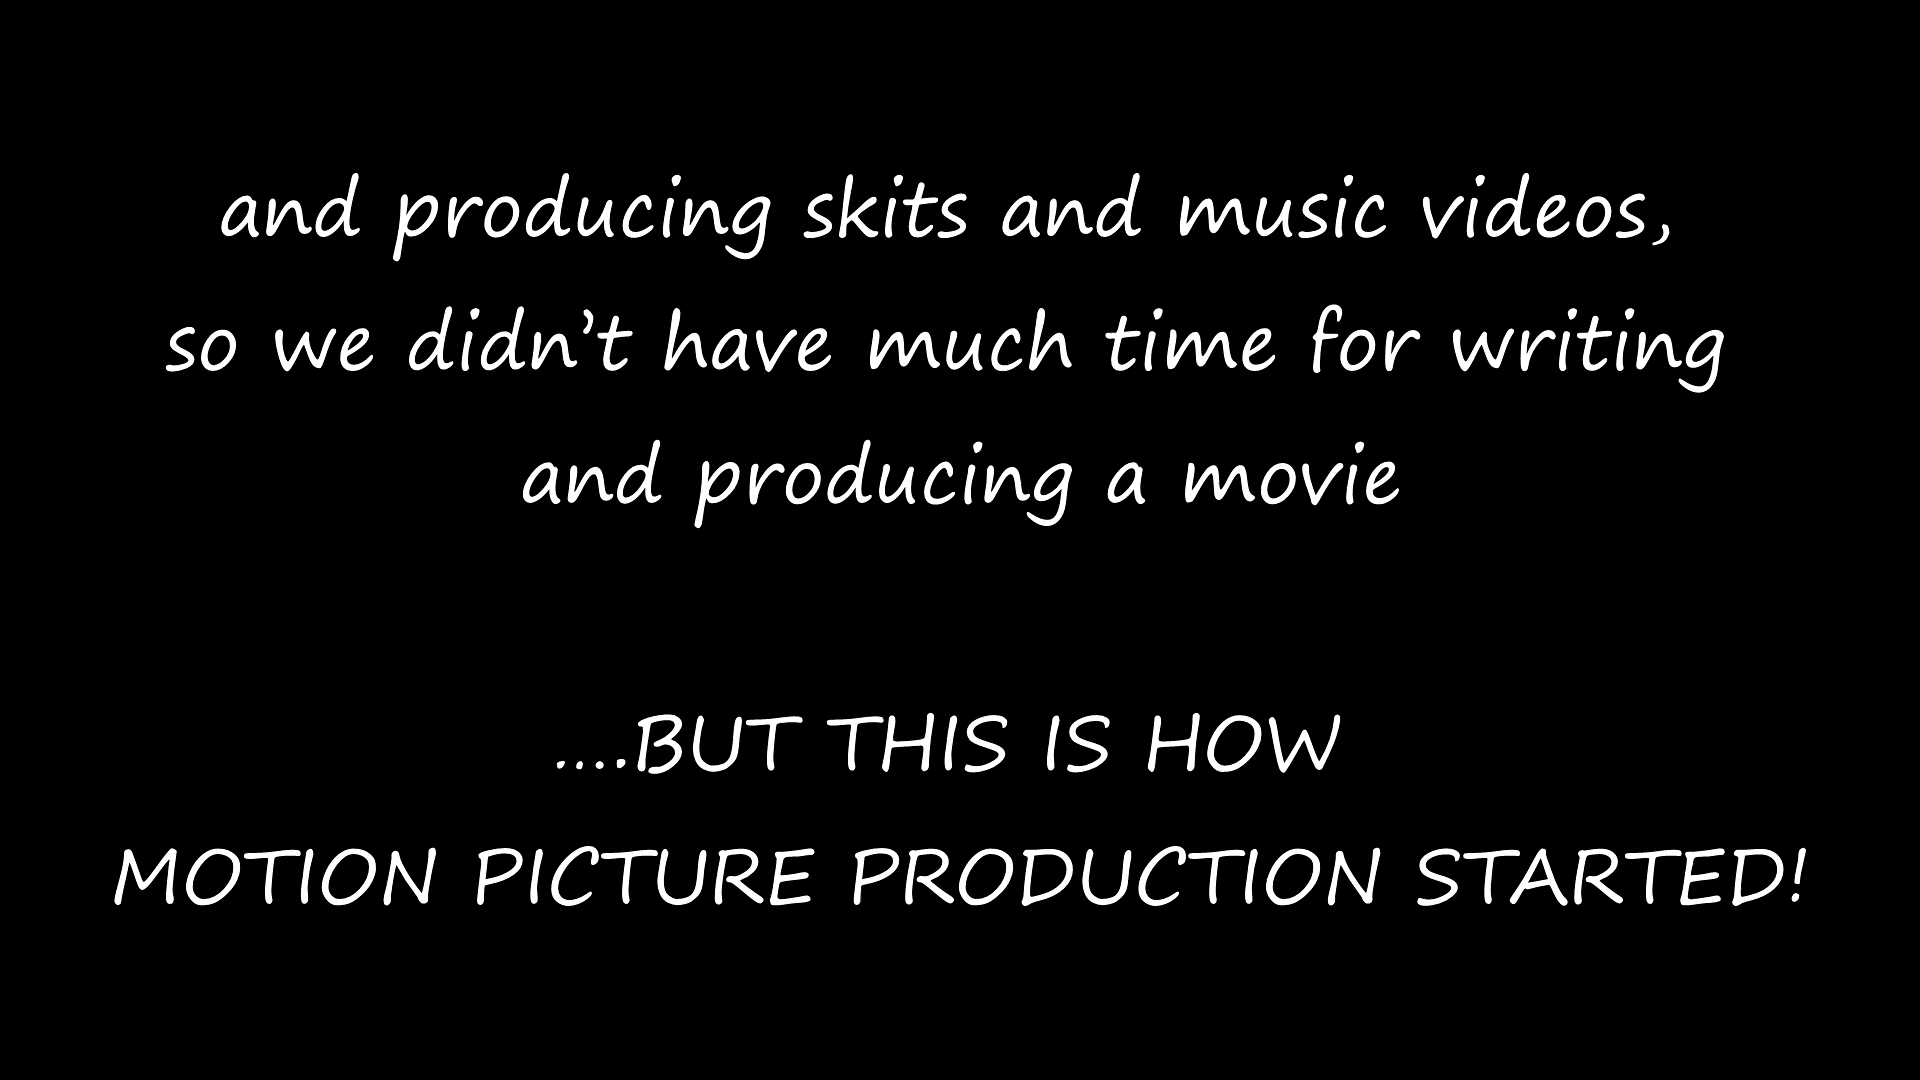 and producing skits and music videos,
so we didn’t have much time for writing
and producing a movie
....BUT THIS IS HOW
MOTION PICTURE PRODUCTION STARTED!